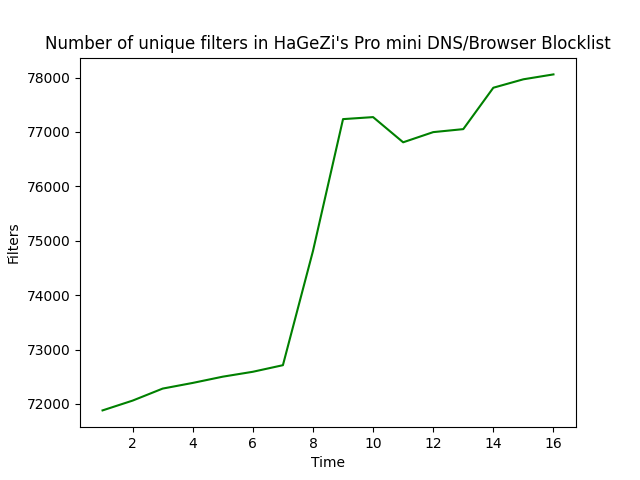 Number of unique filters in HaGeZi's Pro mini DNS/Browser Blocklist
78000
77000
76000
75000
74000
73000
72000
Filters
2 4 6 8 10 12 14 16
Time